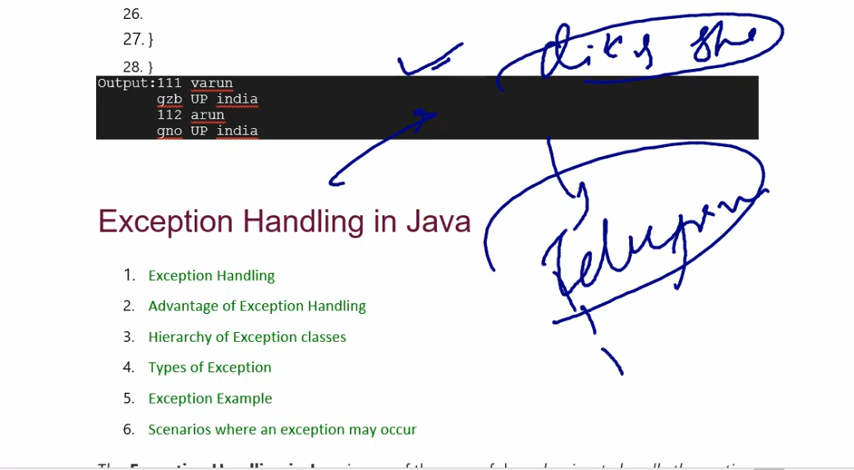 26.
27. }
28. }
Output:111 varun
gzb UP india
112 arun
gno UP india
Exception Handling in Java
1. Exception Handling
2. Advantage of Exception Handling
3. Hierarchy of Exception classes
4. Types of Exception
5. Exception Example
6. Scenarios where an exception may occur